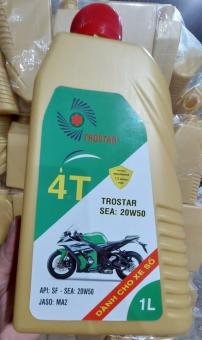 TROSTAR
4T
TROSTAR
SEA: 20W50
API: SF - SEA: 20W50
JASO: MA2
DÀNH CHO XE SỐ
1L